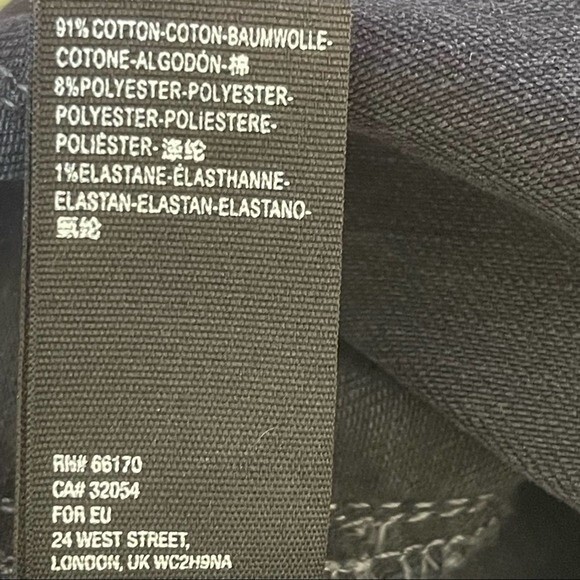 91% COTTON-COTON-BAUMWOLLE-
COTONE-ALGODÓN-棉
8%POLYESTER-POLYESTER-
POLYESTER-POLIESTERE-
POLIÉSTER-涤纶
1%ELASTANE-ÉLASTHANNE-
ELASTAN-ELASTAN-ELASTANO-
氨纶
RN# 66170
CA# 32054
FOR EU
24 WEST STREET,
LONDON, UK WC2H9NA